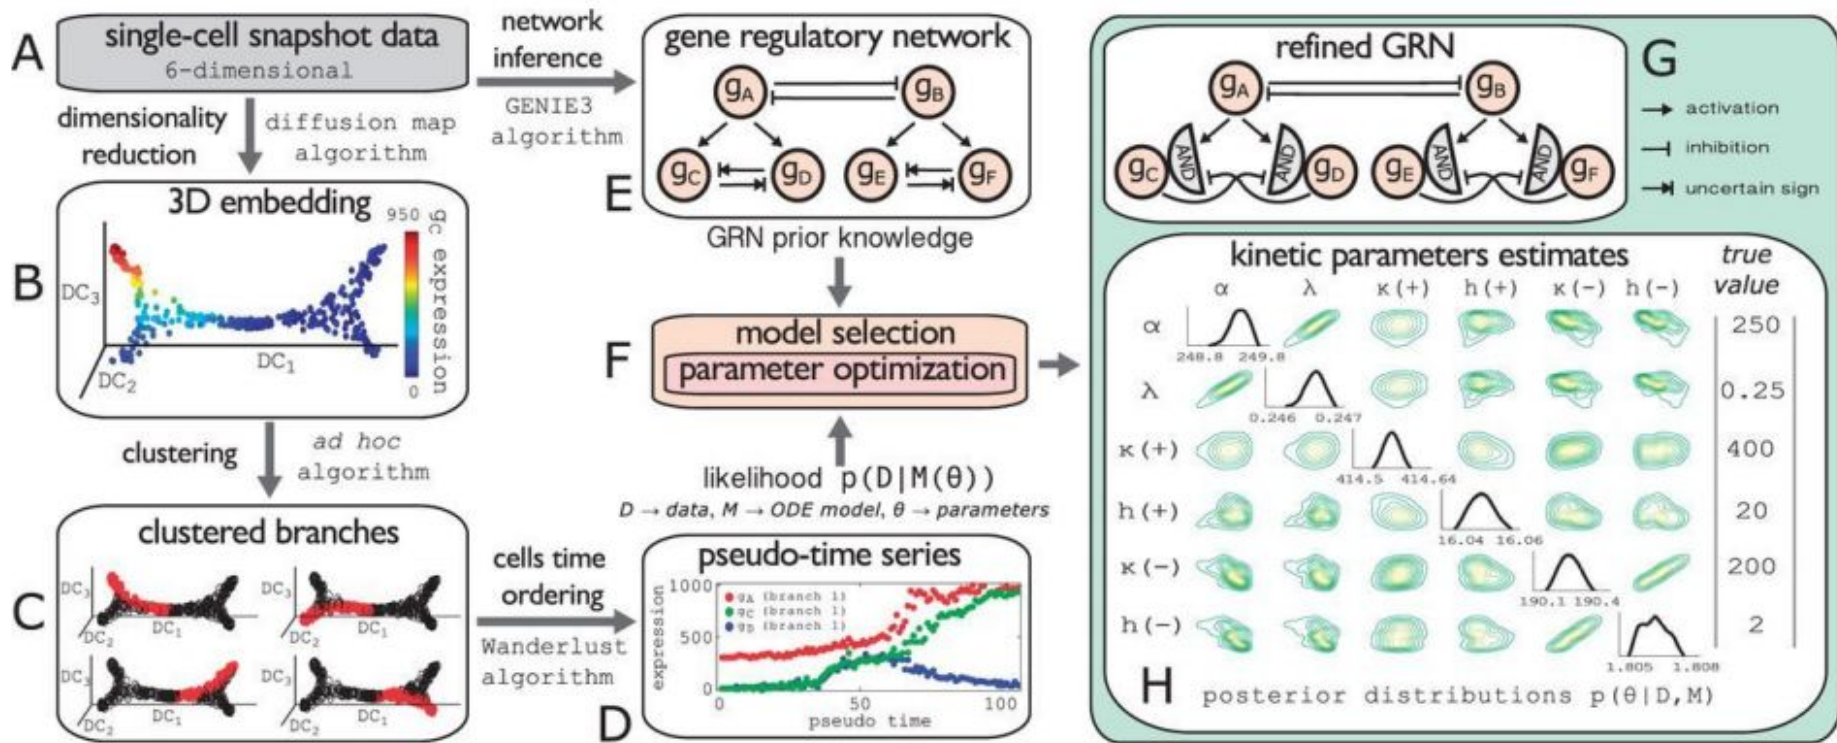 A
single-cell snapshot data
6-dimensional
network
inference
GENIE3
algorithm
dimensionality
reduction
diffusion map
algorithm
B
3D embedding
950
0
gC expression
DC3
DC2
DC1
clustering
ad hoc
algorithm
C
clustered branches
DC3
DC2
DC1
DC3
DC2
DC1
DC3
DC2
DC1
DC3
DC2
DC1
cells time
ordering
Wanderlust
algorithm
D
pseudo-time series
expression
1000
500
0
gA (branch 1)
gC (branch 1)
gD (branch 1)
0
50
100
pseudo time
E
gene regulatory network
gA
gB
gC
gD
gE
gF
GRN prior knowledge
F
model selection
parameter optimization
likelihood p(D|M(θ))
D → data, M → ODE model, θ → parameters
G
refined GRN
gA
gB
gC
AND
AND
gD
gE
AND
AND
gF
activation
inhibition
uncertain sign
kinetic parameters estimates
true
value
α λ κ(+) h(+) κ(-) h(-)
α
248.8 249.8
250
λ
0.246 0.247
0.25
κ(+)
414.5 414.64
400
h(+)
16.04 16.06
20
κ(-)
190.1 190.4
200
h(-)
1.805 1.808
2
H
posterior distributions p(θ|D,M)